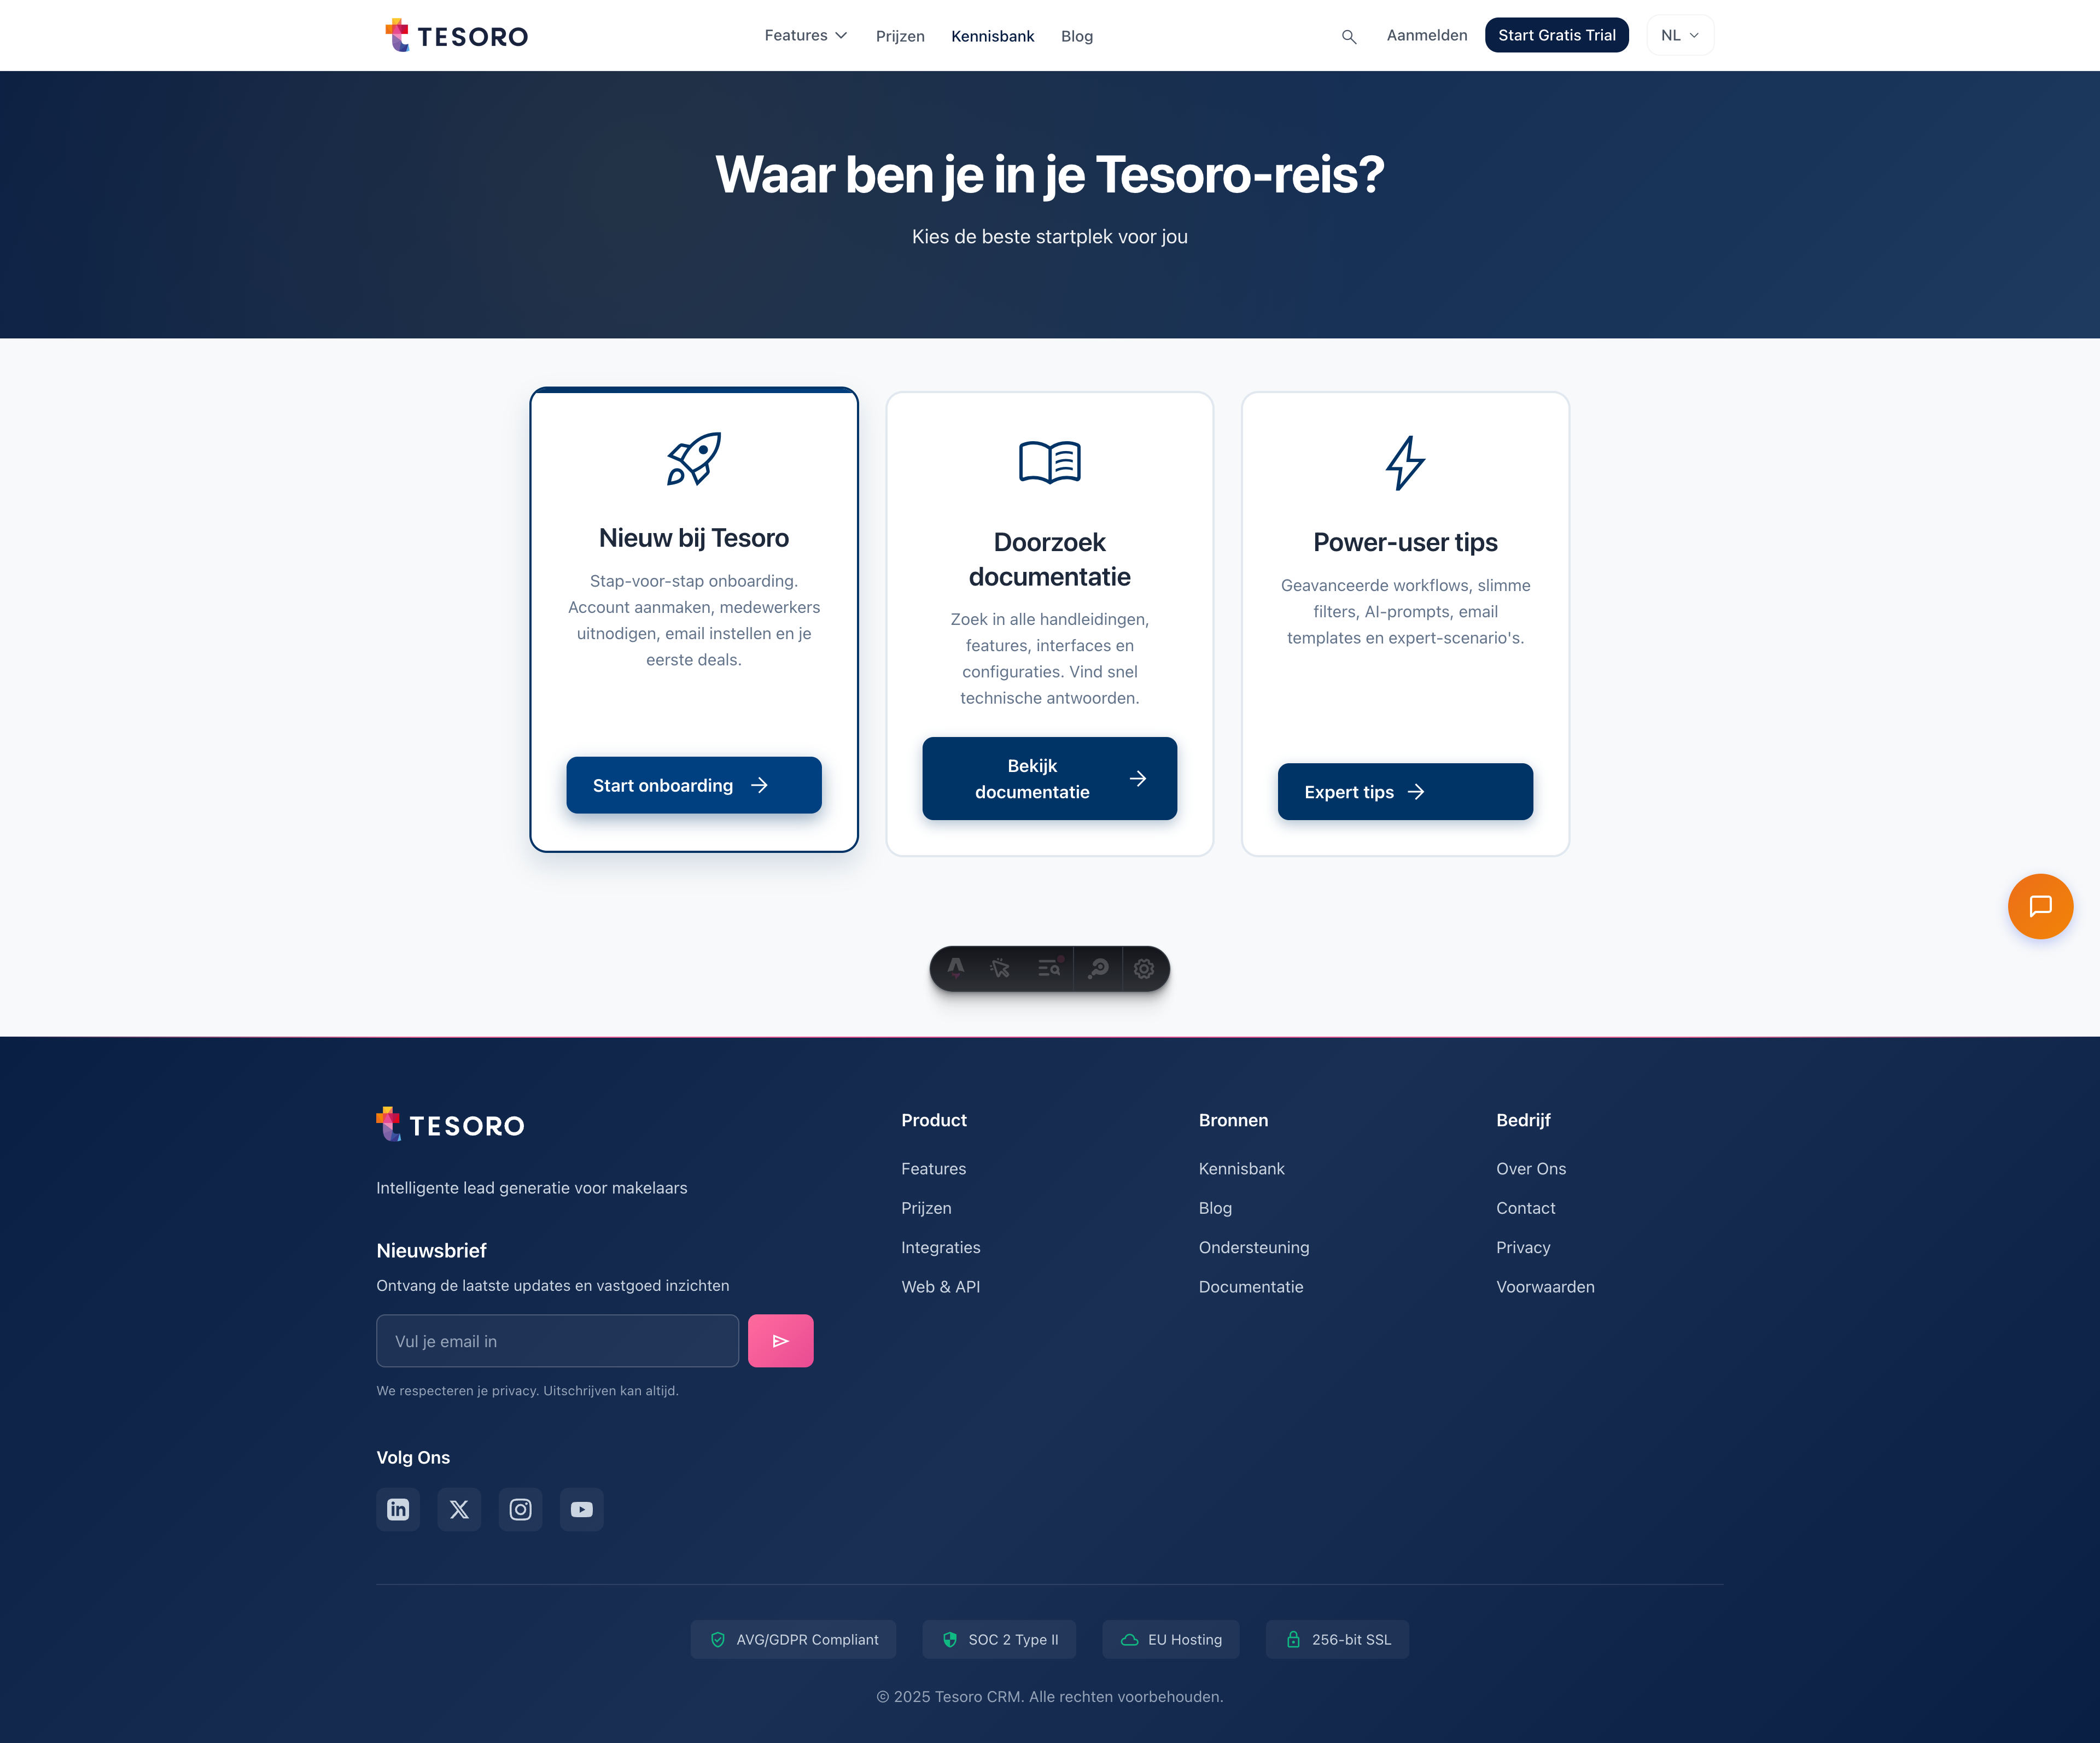 TESORO
Features
Prijzen
Kennisbank
Blog
Aanmelden
Start Gratis Trial
NL
Waar ben je in je Tesoro-reis?
Kies de beste startplek voor jou
Nieuw bij Tesoro
Stap-voor-stap onboarding.
Account aanmaken, medewerkers
uitnodigen, email instellen en je
eerste deals.
Start onboarding
Doorzoek
documentatie
Zoek in alle handleidingen,
features, interfaces en
configuraties. Vind snel
technische antwoorden.
Bekijk
documentatie
Power-user tips
Geavanceerde workflows, slimme
filters, AI-prompts, email
templates en expert-scenario's.
Expert tips
TESORO
Intelligente lead generatie voor makelaars
Nieuwsbrief
Ontvang de laatste updates en vastgoed inzichten
Vul je email in
We respecteren je privacy. Uitschrijven kan altijd.
Volg Ons
Product
Features
Prijzen
Integraties
Web & API
Bronnen
Kennisbank
Blog
Ondersteuning
Documentatie
Bedrijf
Over Ons
Contact
Privacy
Voorwaarden
AVG/GDPR Compliant
SOC 2 Type II
EU Hosting
256-bit SSL
© 2025 Tesoro CRM. Alle rechten voorbehouden.